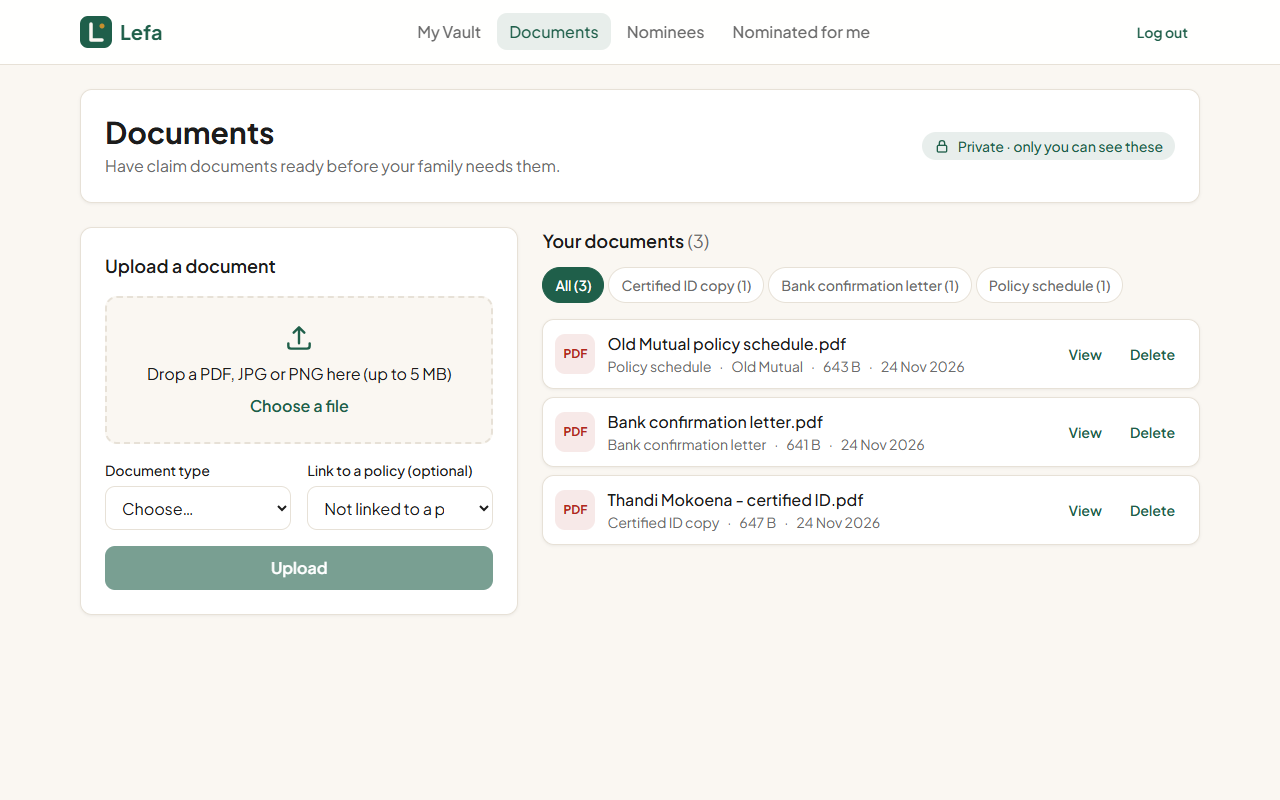 Lefa
My Vault
Documents
Nominees
Nominated for me
Log out
Documents
Have claim documents ready before your family needs them.
Private · only you can see these
Upload a document
Drop a PDF, JPG or PNG here (up to 5 MB)
Choose a file
Document type
Link to a policy (optional)
Choose...
Not linked to a p
Upload
Your documents (3)
All (3)
Certified ID copy (1)
Bank confirmation letter (1)
Policy schedule (1)
PDF
Old Mutual policy schedule.pdf
Policy schedule · Old Mutual · 643 B · 24 Nov 2026
View
Delete
PDF
Bank confirmation letter.pdf
Bank confirmation letter · 641 B · 24 Nov 2026
View
Delete
PDF
Thandi Mokoena - certified ID.pdf
Certified ID copy · 647 B · 24 Nov 2026
View
Delete